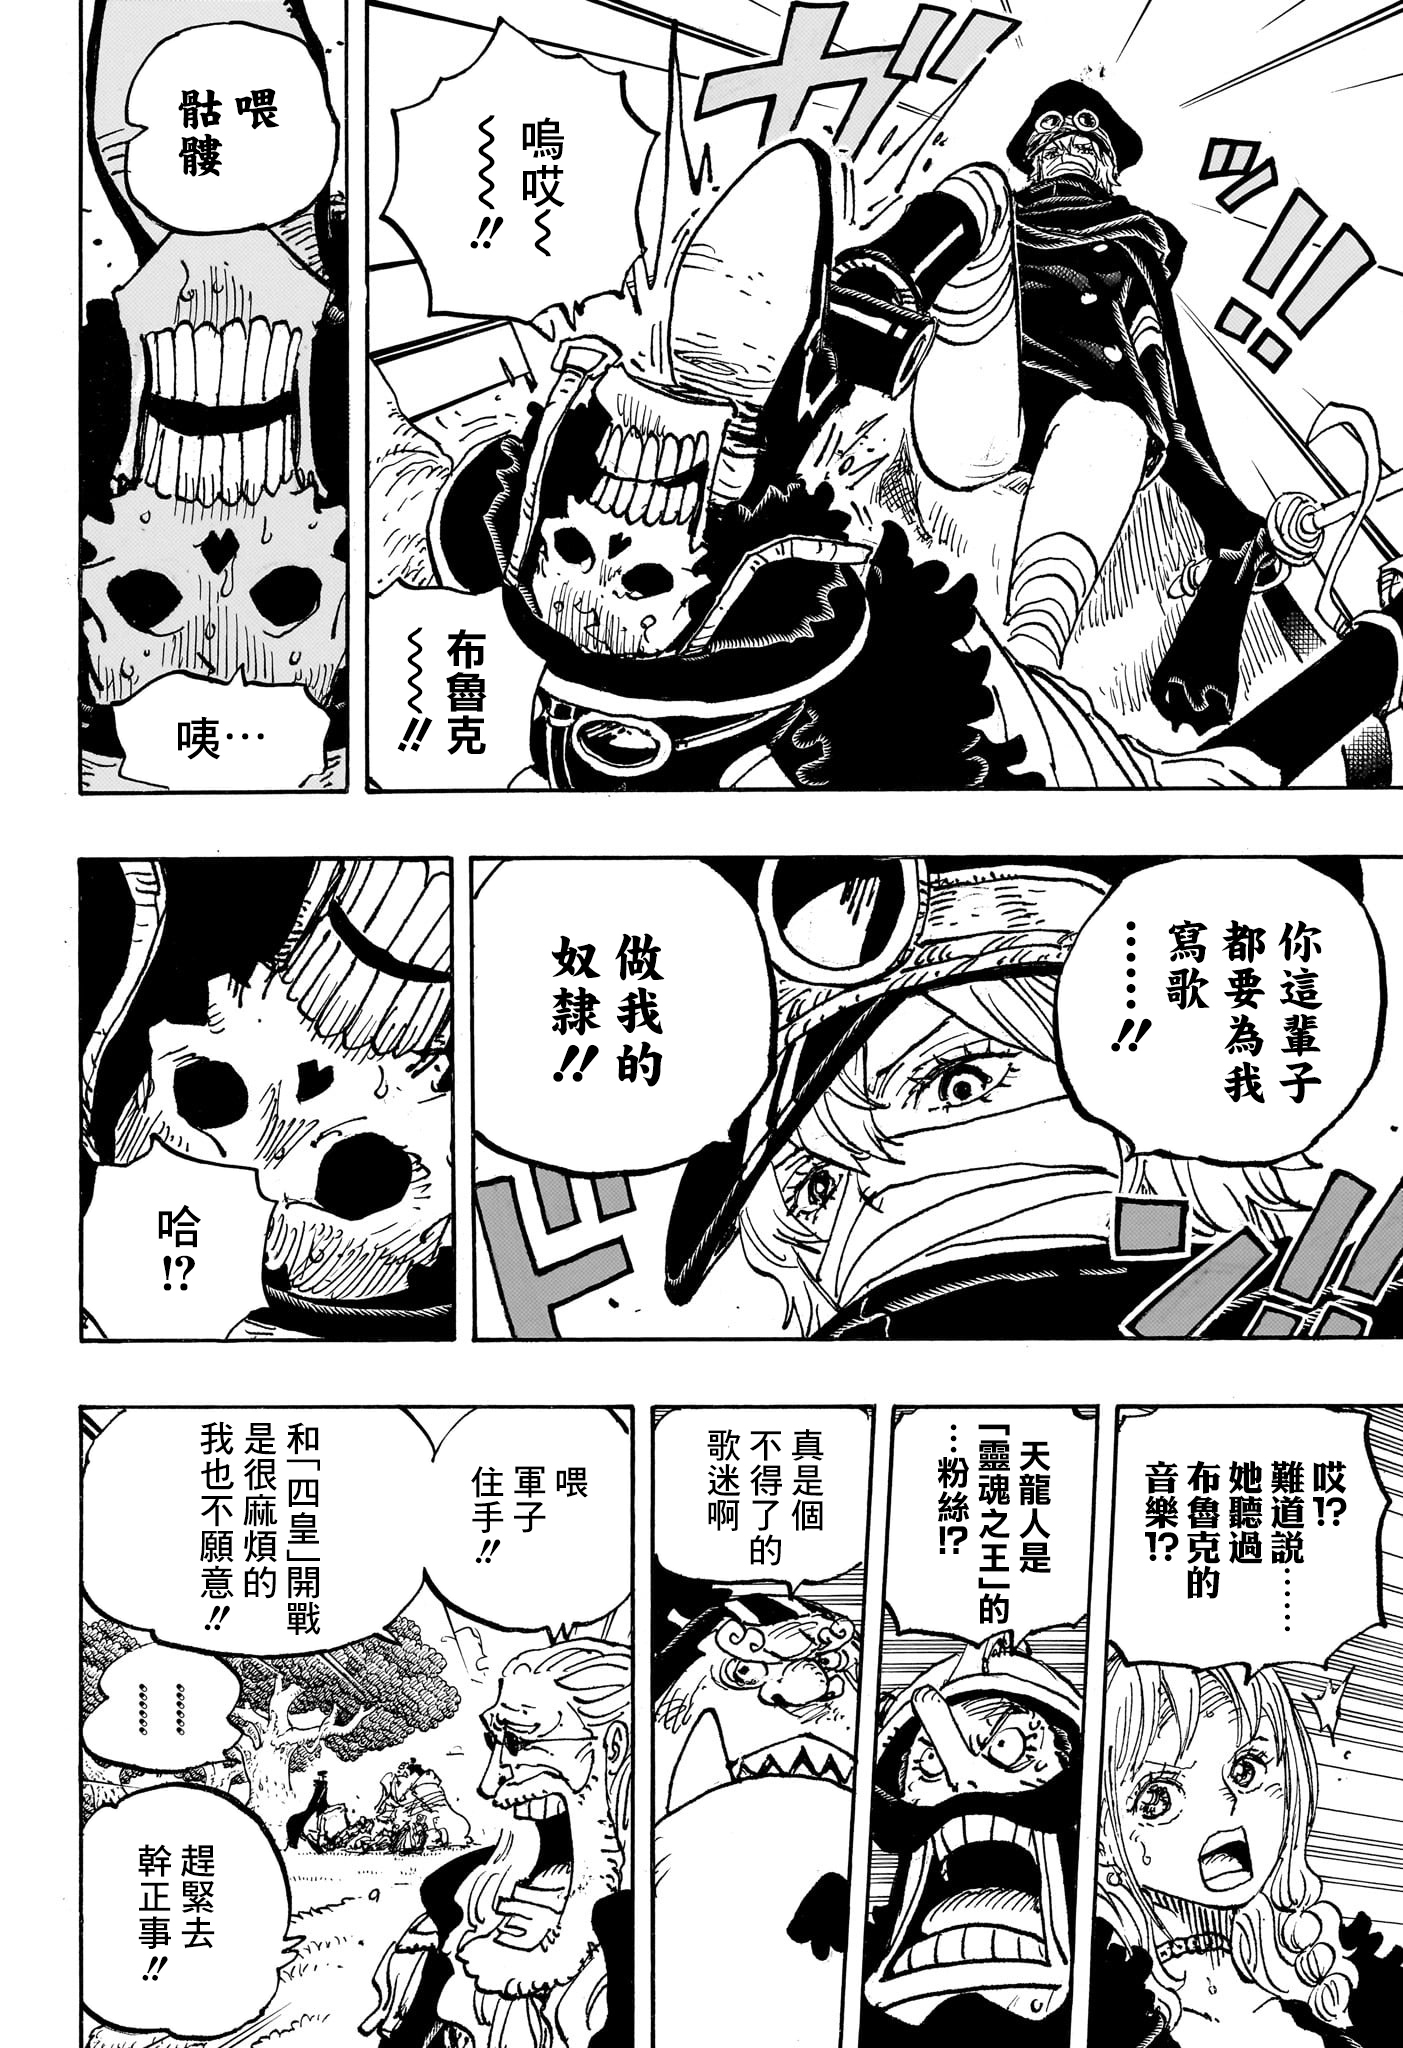 ガッ!!
嗚哎～
～～～!!
布魯克
～～～!!
喂
骷髏
咦…
你這輩子
都要為我
寫歌
……!!
做我的
奴隸!!
ドドン
哈
!?
哎!?
難道說……
她聽過
布魯克的
音樂!?
天龍人是
「靈魂之王」的
…粉絲!?
真是個
不得了的
歌迷啊
喂
軍子
住手!!
和「四皇」開戰
是很麻煩的
我也不願意!!
………
………
趕緊去
幹正事!!